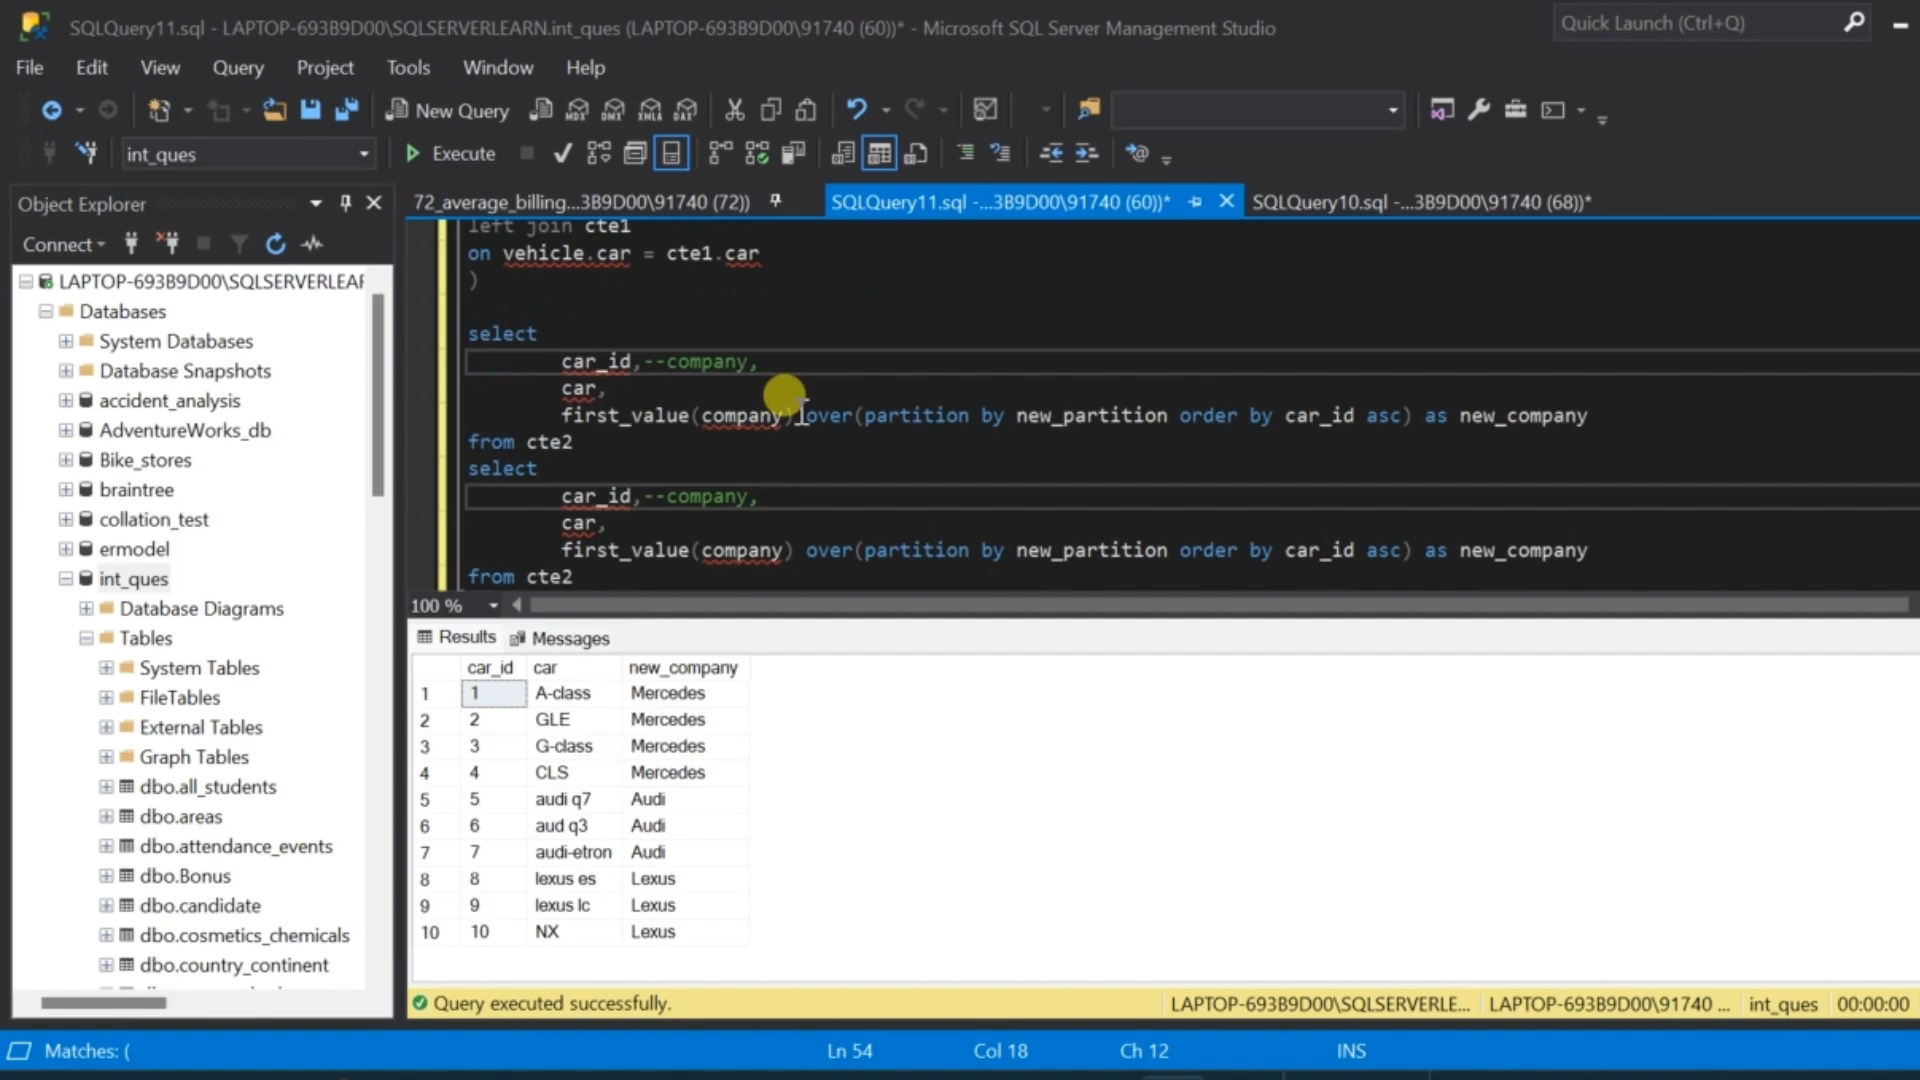 SQLQuery11.sql - LAPTOP-693B9D00\SQLSERVERLEARN.int_ques (LAPTOP-693B9D00\91740 (60))* - Microsoft SQL Server Management Studio
Quick Launch (Ctrl+Q)
File Edit View Query Project Tools Window Help
New Query MDX DMX XMLA DAX
int_ques Execute
Object Explorer
72_average_billing...3B9D00\91740 (72)) SQLQuery11.sql -...3B9D00\91740 (60))* SQLQuery10.sql -...3B9D00\91740 (68))*
Connect
LAPTOP-693B9D00\SQLSERVERLEAR
Databases
System Databases
Database Snapshots
accident_analysis
AdventureWorks_db
Bike_stores
braintree
collation_test
ermodel
int_ques
Database Diagrams
Tables
System Tables
FileTables
External Tables
Graph Tables
dbo.all_students
dbo.areas
dbo.attendance_events
dbo.Bonus
dbo.candidate
dbo.cosmetics_chemicals
dbo.country_continent
left join cte1
on vehicle.car = cte1.car
)
select
car_id,--company,
car,
first_value(company) over(partition by new_partition order by car_id asc) as new_company
from cte2
select
car_id,--company,
car,
first_value(company) over(partition by new_partition order by car_id asc) as new_company
from cte2
100 %
Results Messages
car_id car new_company
1 1 A-class Mercedes
2 2 GLE Mercedes
3 3 G-class Mercedes
4 4 CLS Mercedes
5 5 audi q7 Audi
6 6 aud q3 Audi
7 7 audi-etron Audi
8 8 lexus es Lexus
9 9 lexus lc Lexus
10 10 NX Lexus
Query executed successfully. LAPTOP-693B9D00\SQLSERVERLE... LAPTOP-693B9D00\91740 ... int_ques 00:00:00
Matches: ( Ln 54 Col 18 Ch 12 INS